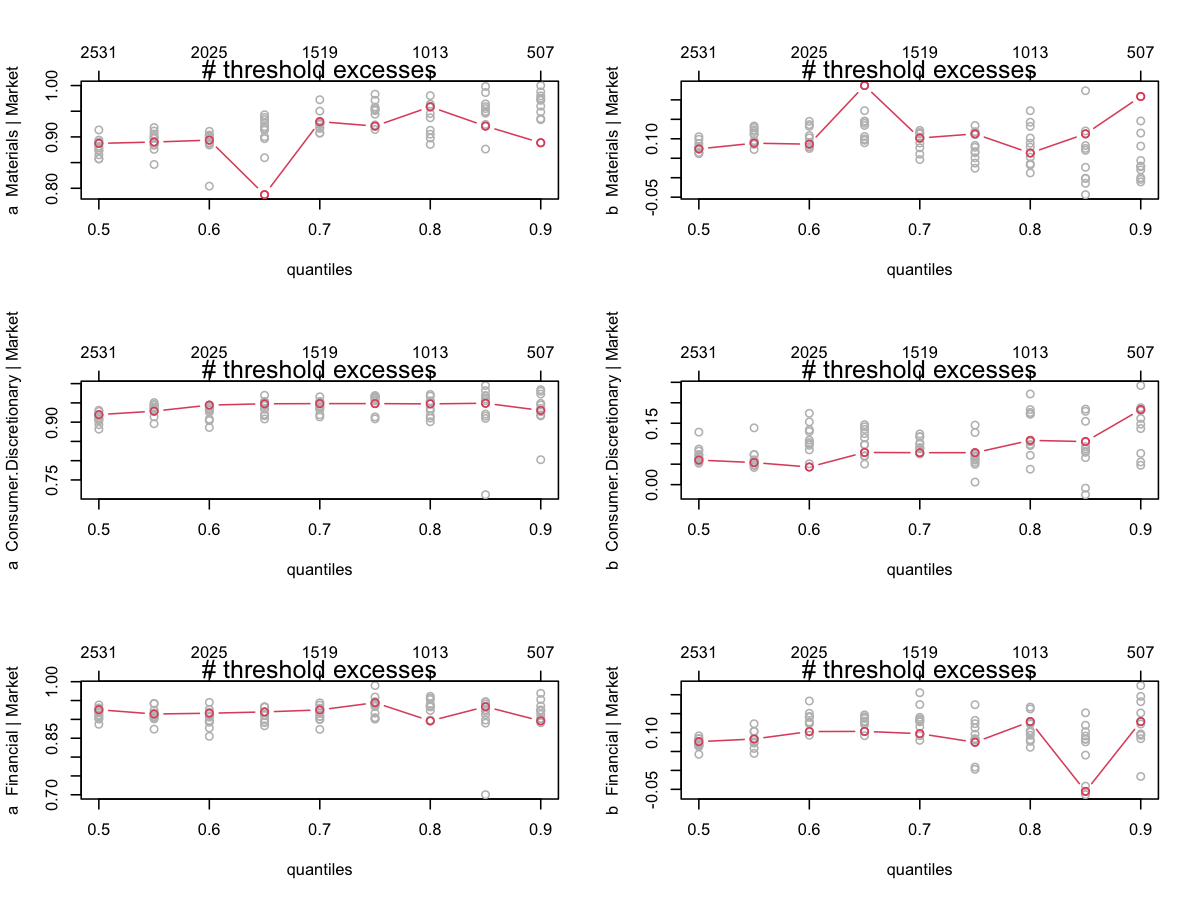 2531 2025 1519 1013 507
# threshold excesses
a Materials | Market
1.00
0.90
0.80
0.5 0.6 0.7 0.8 0.9
quantiles
2531 2025 1519 1013 507
# threshold excesses
b Materials | Market
0.10
-0.05
0.5 0.6 0.7 0.8 0.9
quantiles
2531 2025 1519 1013 507
# threshold excesses
a Consumer.Discretionary | Market
0.90
0.75
0.5 0.6 0.7 0.8 0.9
quantiles
2531 2025 1519 1013 507
# threshold excesses
b Consumer.Discretionary | Market
0.15
0.00
0.5 0.6 0.7 0.8 0.9
quantiles
2531 2025 1519 1013 507
# threshold excesses
a Financial | Market
1.00
0.85
0.70
0.5 0.6 0.7 0.8 0.9
quantiles
2531 2025 1519 1013 507
# threshold excesses
b Financial | Market
0.10
-0.05
0.5 0.6 0.7 0.8 0.9
quantiles